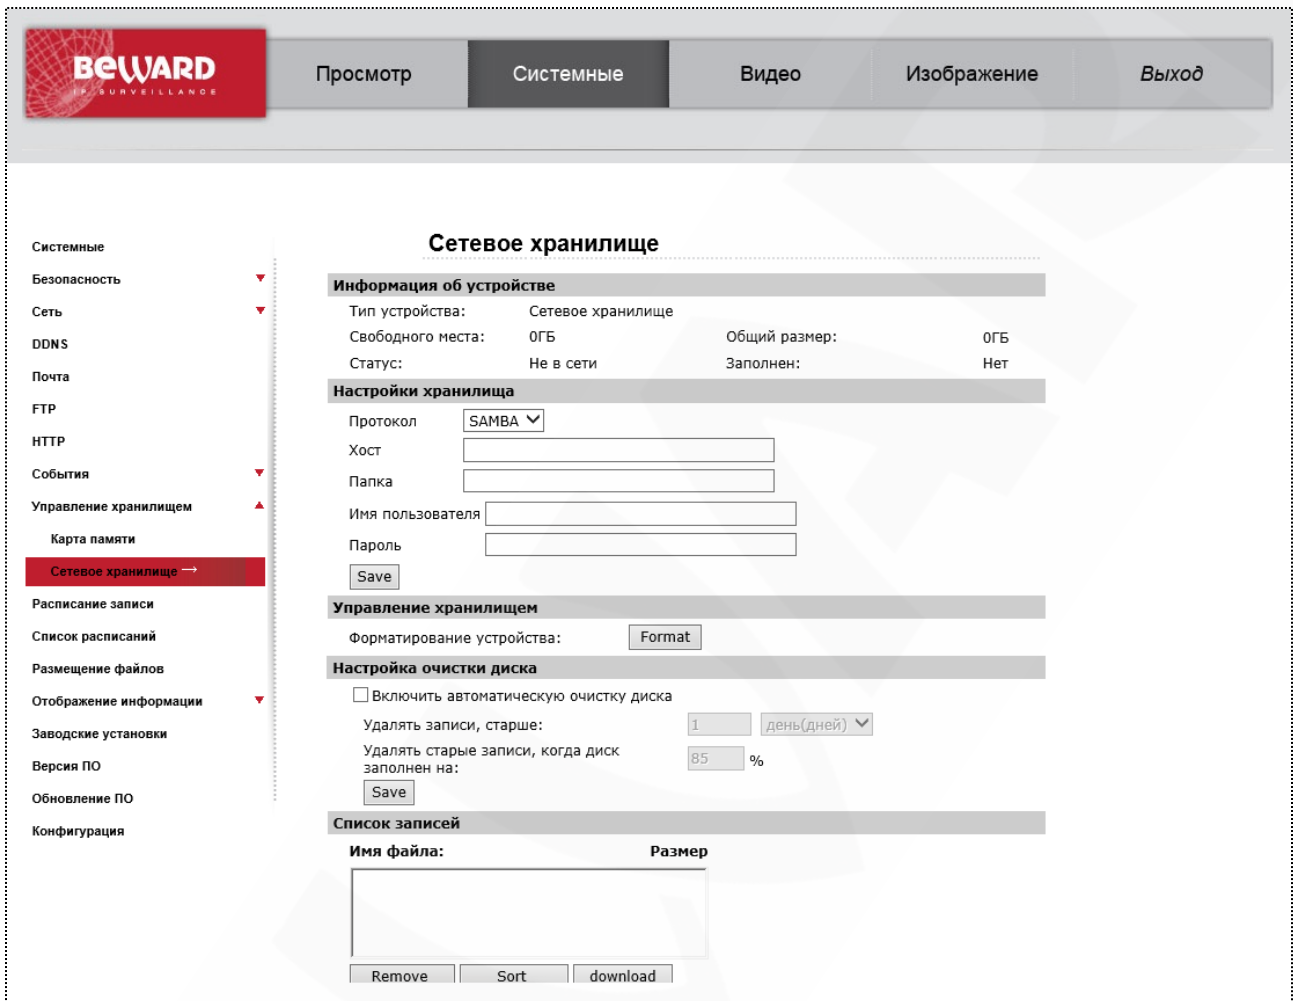 BEWARD
IP SURVEILLANCE
Просмотр Системные Видео Изображение Выход
Системные
Безопасность
Сеть
DDNS
Почта
FTP
HTTP
События
Управление хранилищем
Карта памяти
Сетевое хранилище →
Расписание записи
Список расписаний
Размещение файлов
Отображение информации
Заводские установки
Версия ПО
Обновление ПО
Конфигурация
Сетевое хранилище
Информация об устройстве
Тип устройства: Сетевое хранилище
Свободного места: 0ГБ Общий размер: 0ГБ
Статус: Не в сети Заполнен: Нет
Настройки хранилища
Протокол SAMBA
Хост
Папка
Имя пользователя
Пароль
Save
Управление хранилищем
Форматирование устройства: Format
Настройка очистки диска
Включить автоматическую очистку диска
Удалять записи, старше: 1 день(дней)
Удалять старые записи, когда диск
заполнен на: 85 %
Save
Список записей
Имя файла: Размер
Remove Sort download